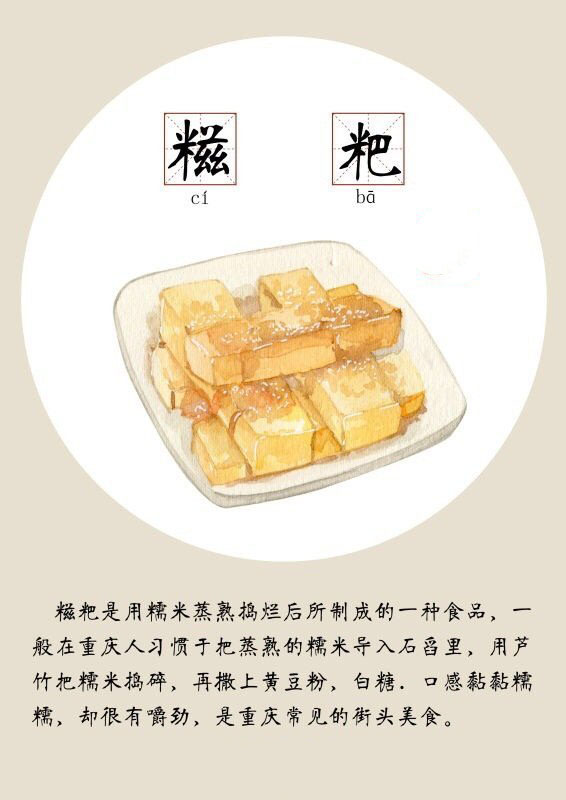 糍 粑
cí bā
糍粑是用糯米蒸熟捣烂后所制成的一种食品，一
般在重庆人习惯于把蒸熟的糯米导入石舀里，用芦
竹把糯米捣碎，再撒上黄豆粉，白糖．口感黏黏糯
糯，却很有嚼劲，是重庆常见的街头美食。